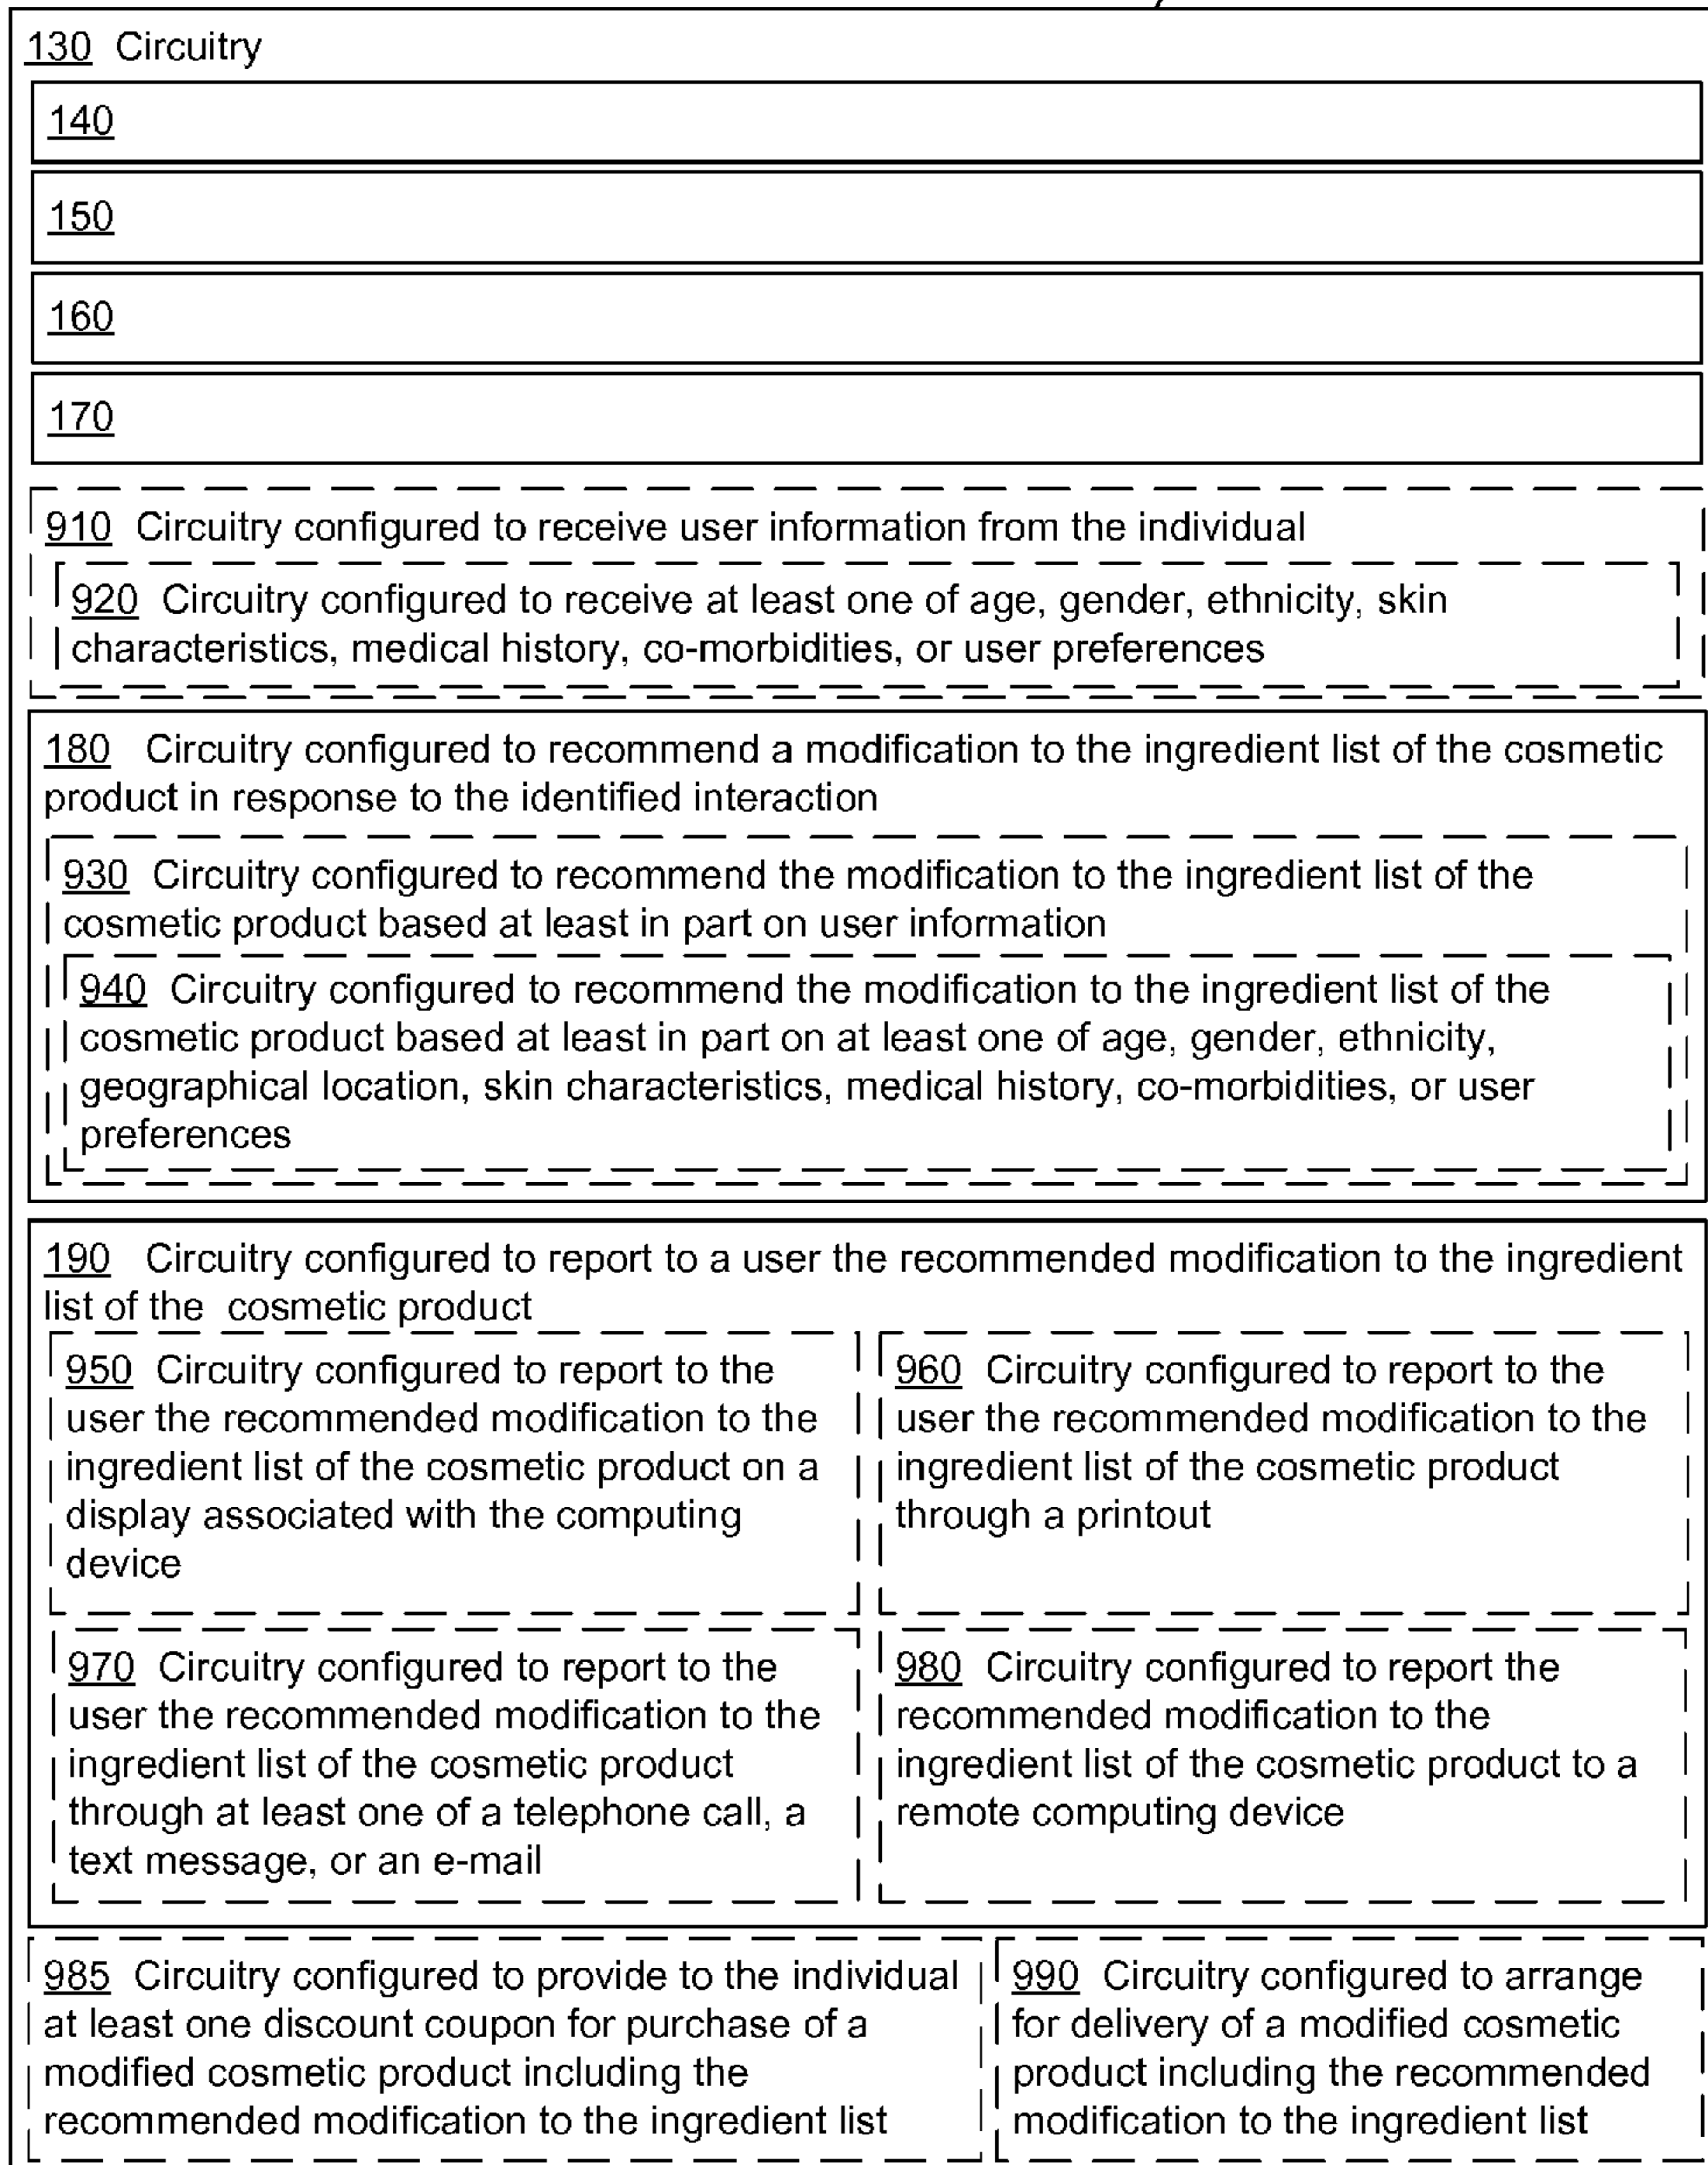 130 Circuitry
140
150
160
170
910 Circuitry configured to receive user information from the individual
920 Circuitry configured to receive at least one of age, gender, ethnicity, skin
characteristics, medical history, co-morbidities, or user preferences
180 Circuitry configured to recommend a modification to the ingredient list of the cosmetic
product in response to the identified interaction
930 Circuitry configured to recommend the modification to the ingredient list of the
cosmetic product based at least in part on user information
940 Circuitry configured to recommend the modification to the ingredient list of the
cosmetic product based at least in part on at least one of age, gender, ethnicity,
geographical location, skin characteristics, medical history, co-morbidities, or user
preferences
190 Circuitry configured to report to a user the recommended modification to the ingredient
list of the cosmetic product
950 Circuitry configured to report to the
user the recommended modification to the
ingredient list of the cosmetic product on a
display associated with the computing
device
960 Circuitry configured to report to the
user the recommended modification to the
ingredient list of the cosmetic product
through a printout
970 Circuitry configured to report to the
user the recommended modification to the
ingredient list of the cosmetic product
through at least one of a telephone call, a
text message, or an e-mail
980 Circuitry configured to report the
recommended modification to the
ingredient list of the cosmetic product to a
remote computing device
985 Circuitry configured to provide to the individual
at least one discount coupon for purchase of a
modified cosmetic product including the
recommended modification to the ingredient list
990 Circuitry configured to arrange
for delivery of a modified cosmetic
product including the recommended
modification to the ingredient list